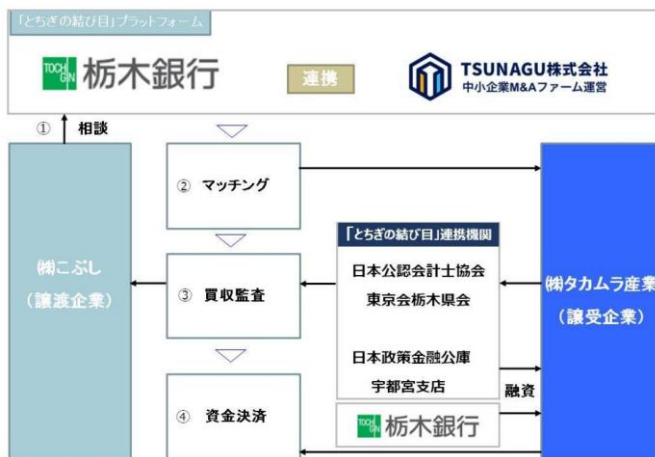 「とちぎの結び目」プラットフォーム
TOCHIGIN 栃木銀行
連携
TSUNAGU株式会社
中小企業M&Aファーム運営
① 相談
② マッチング
㈱こぶし
（譲渡企業）
③ 買収監査
「とちぎの結び目」連携機関
日本公認会計士協会
東京会栃木県会
日本政策金融公庫
宇都宮支店
㈱タカムラ産業
（譲受企業）
融資
④ 資金決済
TOCHIGIN 栃木銀行